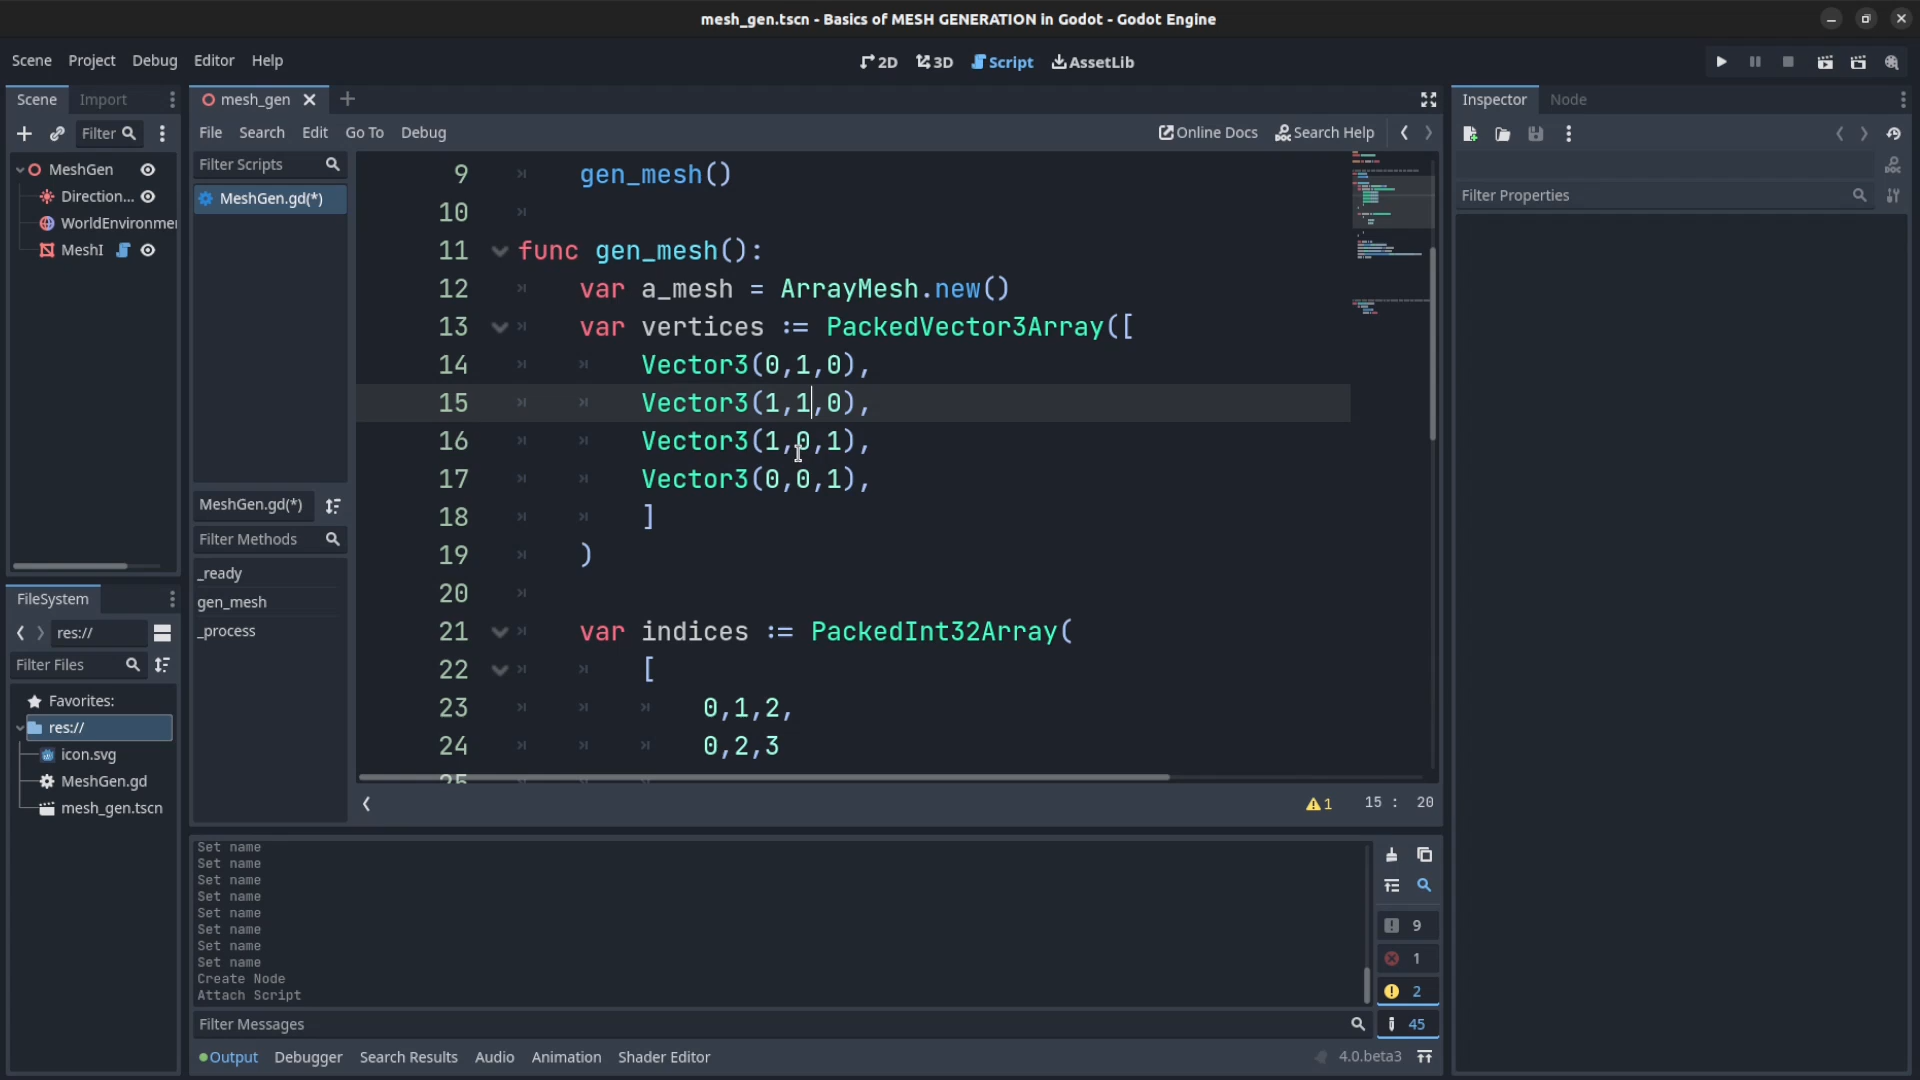 mesh_gen.tscn - Basics of MESH GENERATION in Godot - Godot Engine
Scene Project Debug Editor Help
2D 3D Script AssetLib
Scene Import
Filter
MeshGen
Direction...
WorldEnvironme
MeshI
FileSystem
res://
Filter Files
Favorites:
res://
icon.svg
MeshGen.gd
mesh_gen.tscn
mesh_gen
File Search Edit Go To Debug
Online Docs Search Help
Filter Scripts
MeshGen.gd(*)
MeshGen.gd(*)
Filter Methods
_ready
gen_mesh
_process
9 gen_mesh()
10
11 func gen_mesh():
12 var a_mesh = ArrayMesh.new()
13 var vertices := PackedVector3Array([
14 Vector3(0,1,0),
15 Vector3(1,1,0),
16 Vector3(1,0,1),
17 Vector3(0,0,1),
18 ]
19 )
20
21 var indices := PackedInt32Array(
22 [
23 0,1,2,
24 0,2,3
25
1 15 : 20
Set name
Set name
Set name
Set name
Set name
Set name
Set name
Set name
Create Node
Attach Script
9
1
2
45
Filter Messages
Output Debugger Search Results Audio Animation Shader Editor
4.0.beta3
Inspector Node
Filter Properties